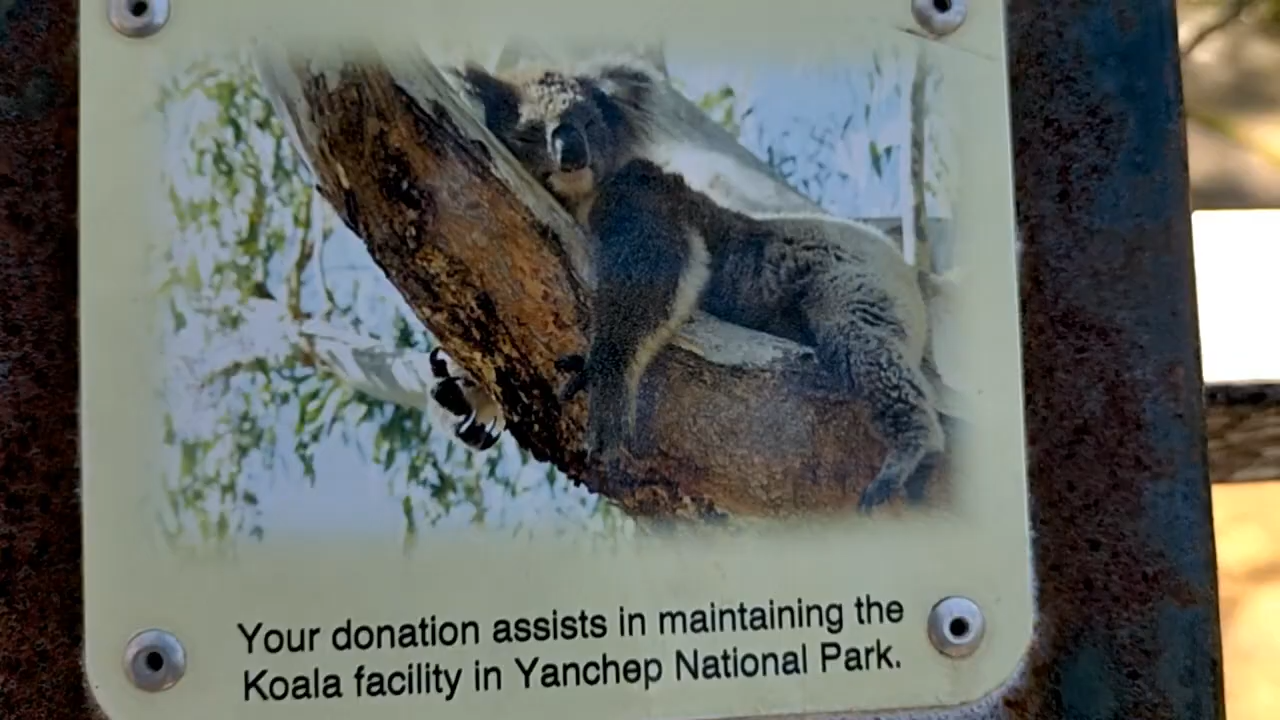 Your donation assists in maintaining the
Koala facility in Yanchep National Park.